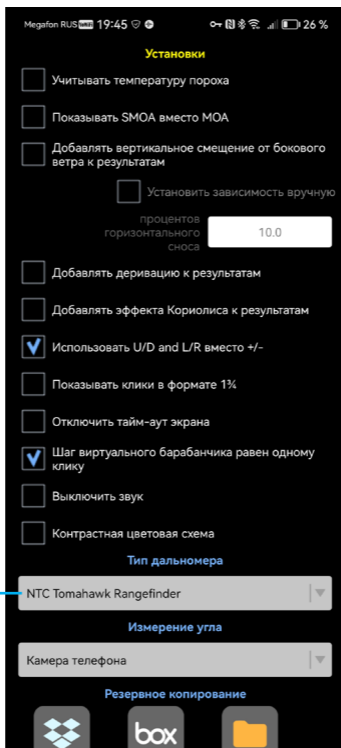 Megafon RUS 19:45 26 %
Установки
Учитывать температуру пороха
Показывать SMOA вместо MOA
Добавлять вертикальное смещение от бокового
ветра к результатам
Установить зависимость вручную
процентов
горизонтального
сноса
10.0
Добавлять деривацию к результатам
Добавлять эффекта Кориолиса к результатам
Использовать U/D and L/R вместо +/-
Показывать клики в формате 1¾
Отключить тайм-аут экрана
Шаг виртуального барабанчика равен одному
клику
Выключить звук
Контрастная цветовая схема
Тип дальномера
NTC Tomahawk Rangefinder
Измерение угла
Камера телефона
Резервное копирование
box